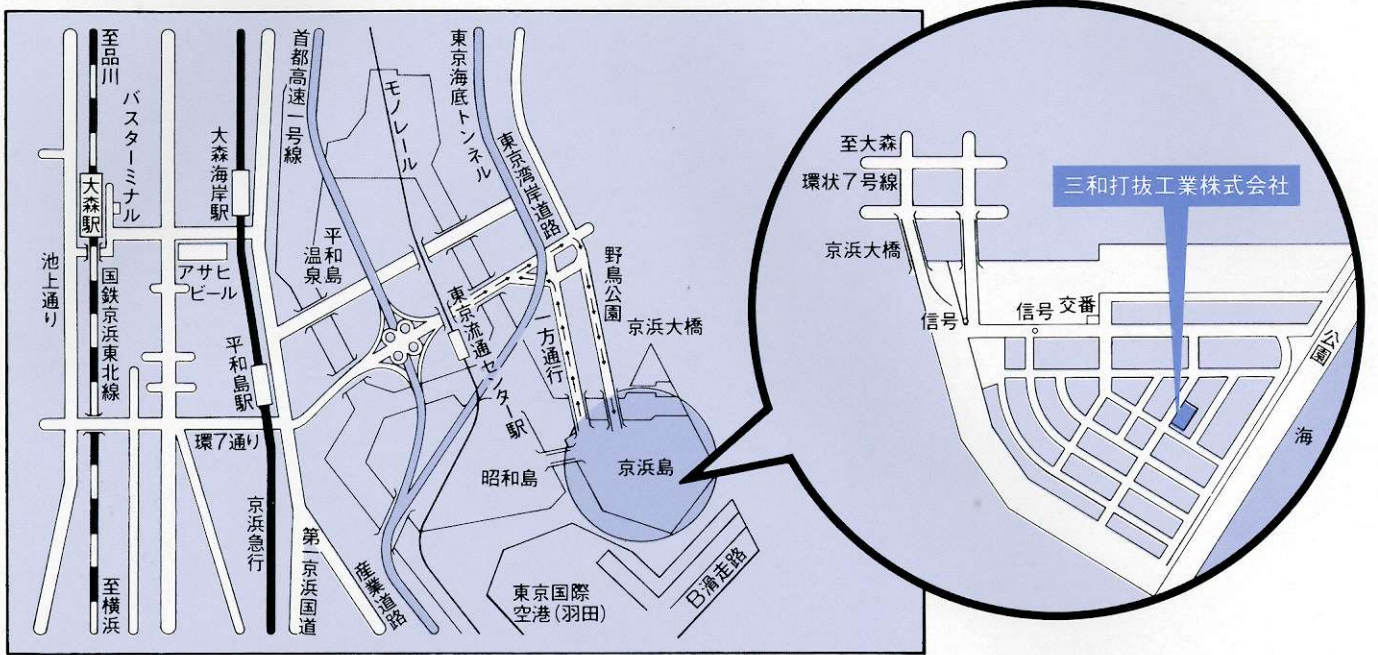 至品川
バスターミナル
大森駅
池上通り
国鉄京浜東北線
至横浜
アサヒ
ビール
大森海岸駅
平和島駅
環7通り
京浜急行
第一京浜国道
首都高速一号線
平和島
温泉
モノレール
東京海底トンネル
東京湾岸道路
東京流通センター駅
一方通行
野鳥公園
京浜大橋
昭和島
京浜島
産業道路
東京国際
空港(羽田)
B滑走路
至大森
環状7号線
京浜大橋
三和打抜工業株式会社
信号
信号
交番
公園
海